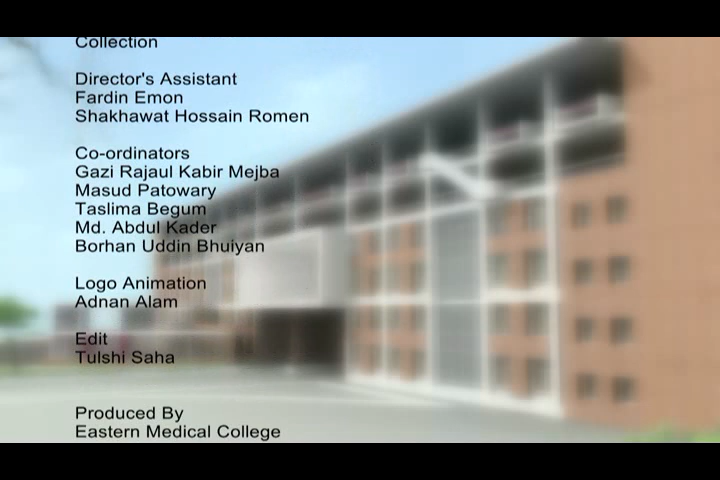 Collection
Director's Assistant
Fardin Emon
Shakhawat Hossain Romen
Co-ordinators
Gazi Rajaul Kabir Mejba
Masud Patowary
Taslima Begum
Md. Abdul Kader
Borhan Uddin Bhuiyan
Logo Animation
Adnan Alam
Edit
Tulshi Saha
Produced By
Eastern Medical College